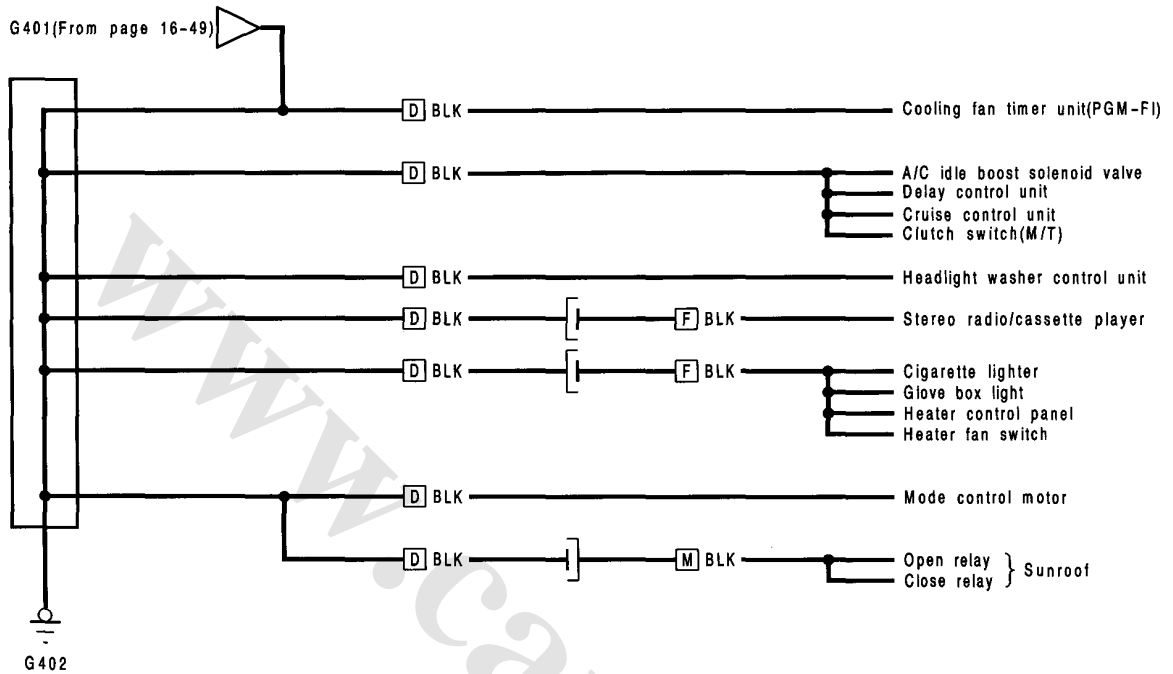 G401(From page 16-49)
D BLK Cooling fan timer unit(PGM-FI)
D BLK A/C idle boost solenoid valve
Delay control unit
Cruise control unit
Clutch switch(M/T)
D BLK Headlight washer control unit
D BLK F BLK Stereo radio/cassette player
D BLK F BLK Cigarette lighter
Glove box light
Heater control panel
Heater fan switch
D BLK Mode control motor
D BLK M BLK Open relay
Close relay
Sunroof
G402
www.ca